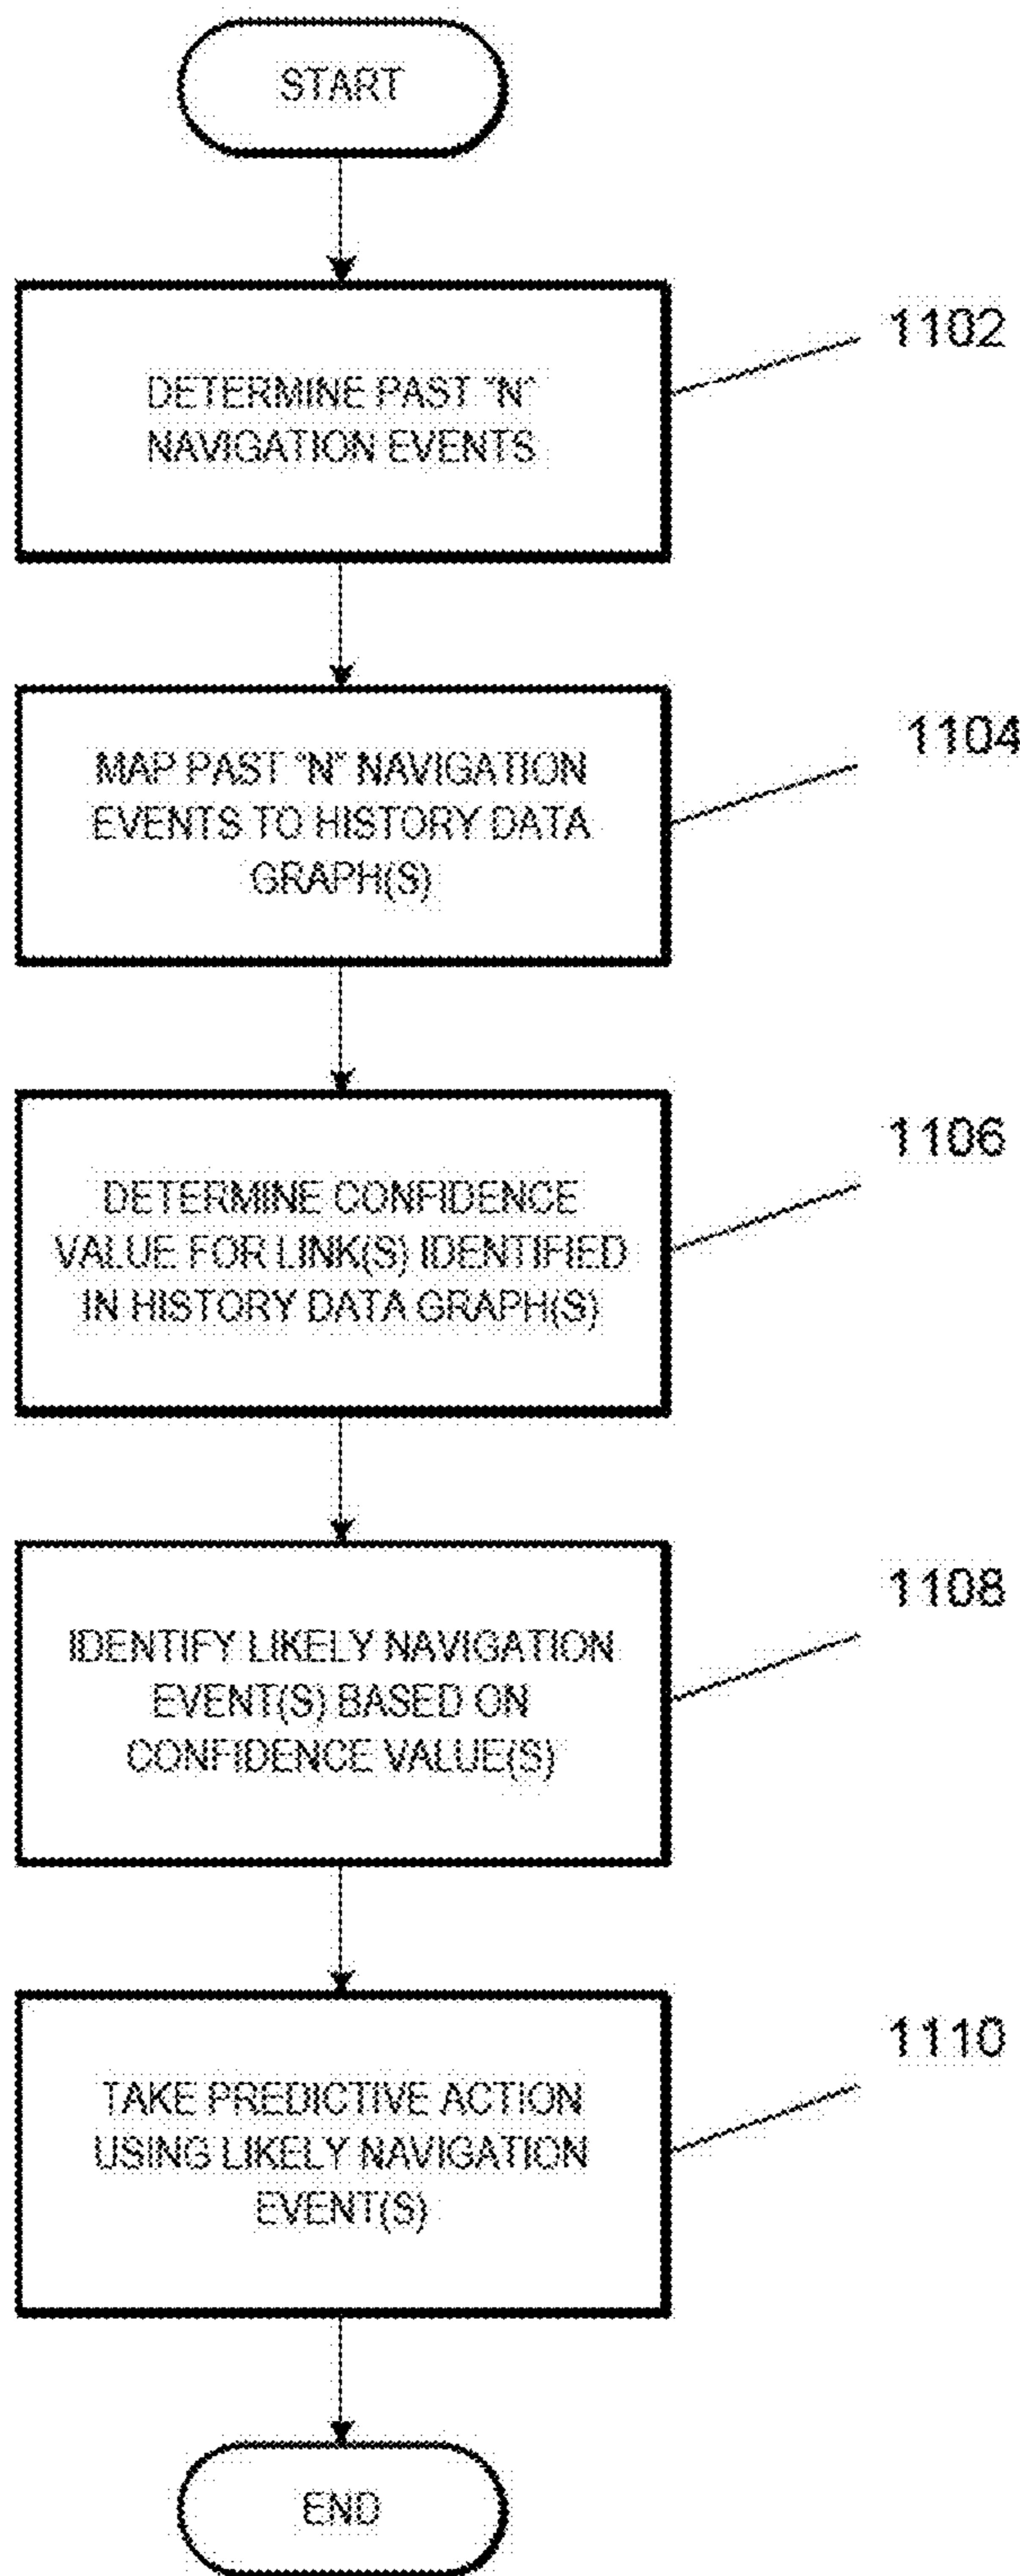 START
DETERMINE PAST "N"
NAVIGATION EVENTS
1102
MAP PAST "N" NAVIGATION
EVENTS TO HISTORY DATA
GRAPH(S)
1104
DETERMINE CONFIDENCE
VALUE FOR LINK(S) IDENTIFIED
IN HISTORY DATA GRAPH(S)
1106
IDENTIFY LIKELY NAVIGATION
EVENT(S) BASED ON
CONFIDENCE VALUE(S)
1108
TAKE PREDICTIVE ACTION
USING LIKELY NAVIGATION
EVENT(S)
1110
END